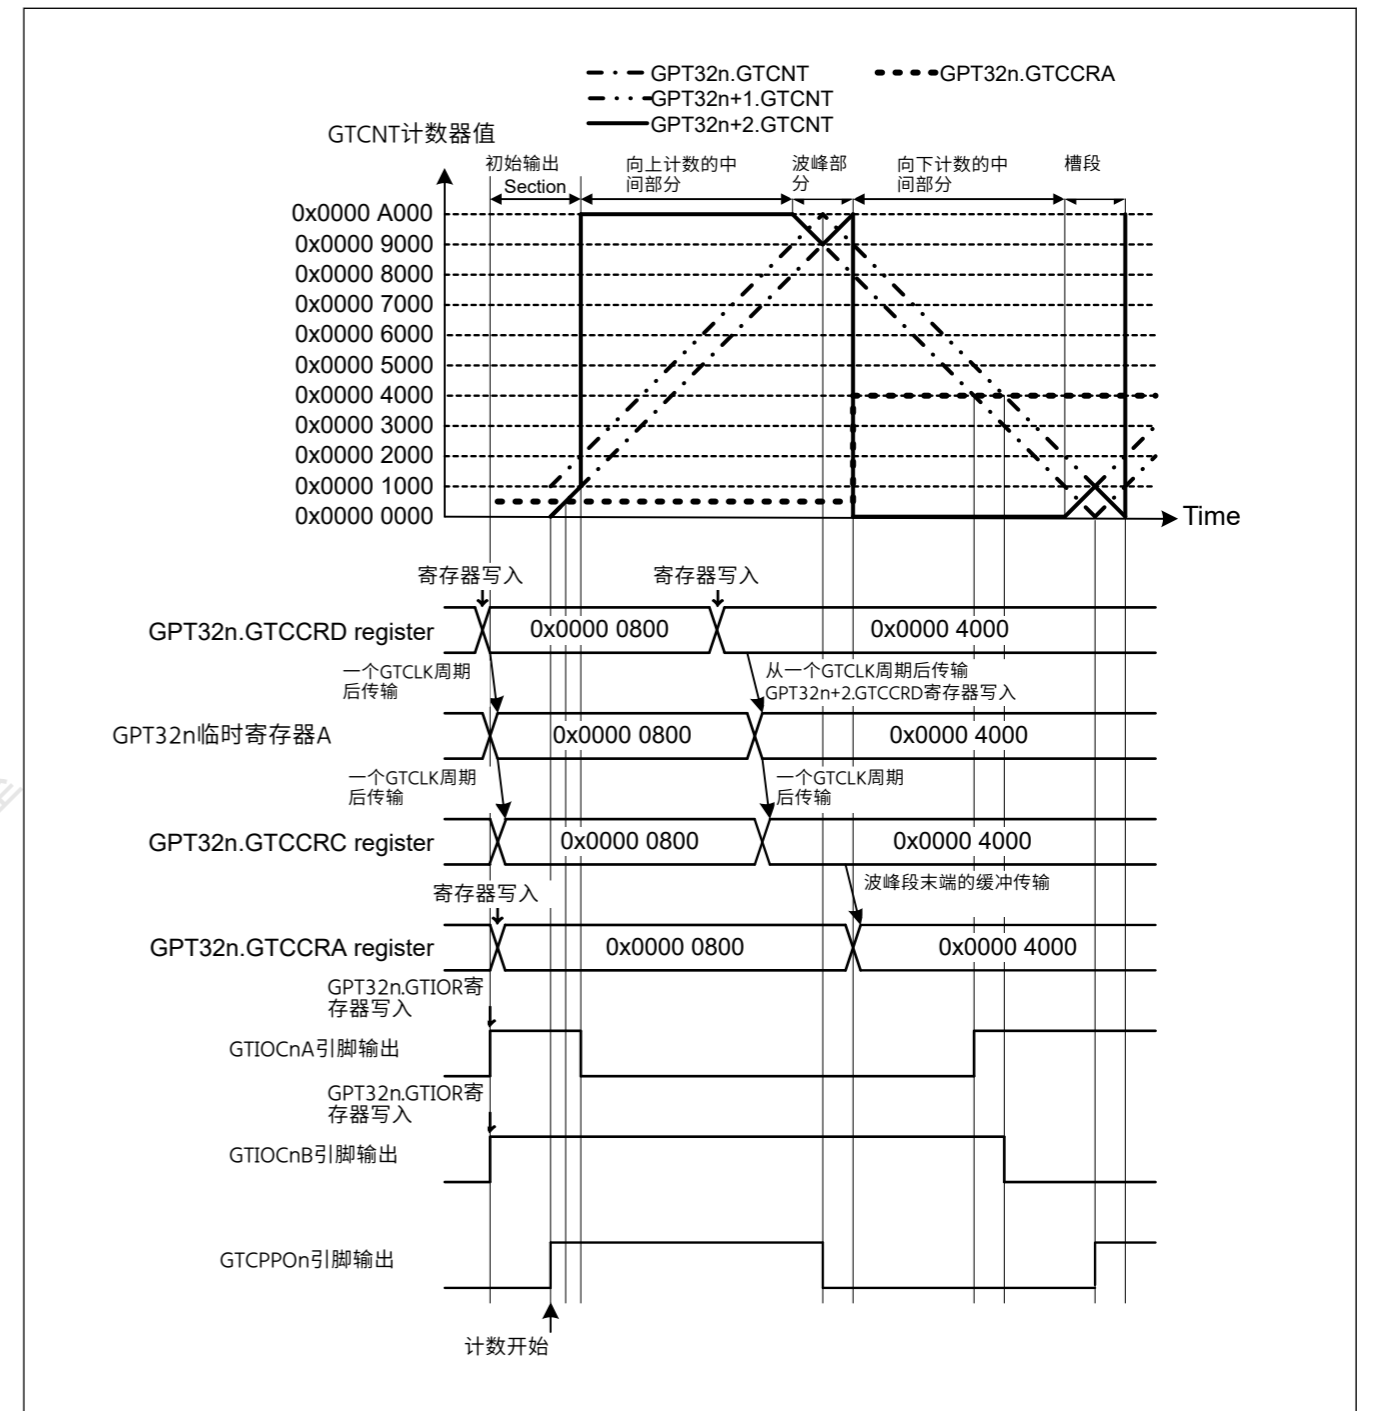 GPT32n.GTCNT
GPT32n.GTCCRA
GPT32n+1.GTCNT
GPT32n+2.GTCNT
GTCNT计数器值
初始输出
Section
向上计数的中
间部分
波峰部
分
向下计数的中
间部分
槽段
0x0000 A000
0x0000 9000
0x0000 8000
0x0000 7000
0x0000 6000
0x0000 5000
0x0000 4000
0x0000 3000
0x0000 2000
0x0000 1000
0x0000 0000
Time
寄存器写入
寄存器写入
GPT32n.GTCCRD register
0x0000 0800
0x0000 4000
一个GTCLK周期
后传输
从一个GTCLK周期后传输
GPT32n+2.GTCCRD寄存器写入
GPT32n临时寄存器A
0x0000 0800
0x0000 4000
一个GTCLK周期
后传输
一个GTCLK周期
后传输
GPT32n.GTCCRC register
0x0000 0800
0x0000 4000
波峰段末端的缓冲传输
寄存器写入
GPT32n.GTCCRA register
0x0000 0800
0x0000 4000
GPT32n.GTIOR寄
存器写入
GTIOCnA引脚输出
GPT32n.GTIOR寄
存器写入
GTIOCnB引脚输出
GTCPPOn引脚输出
计数开始